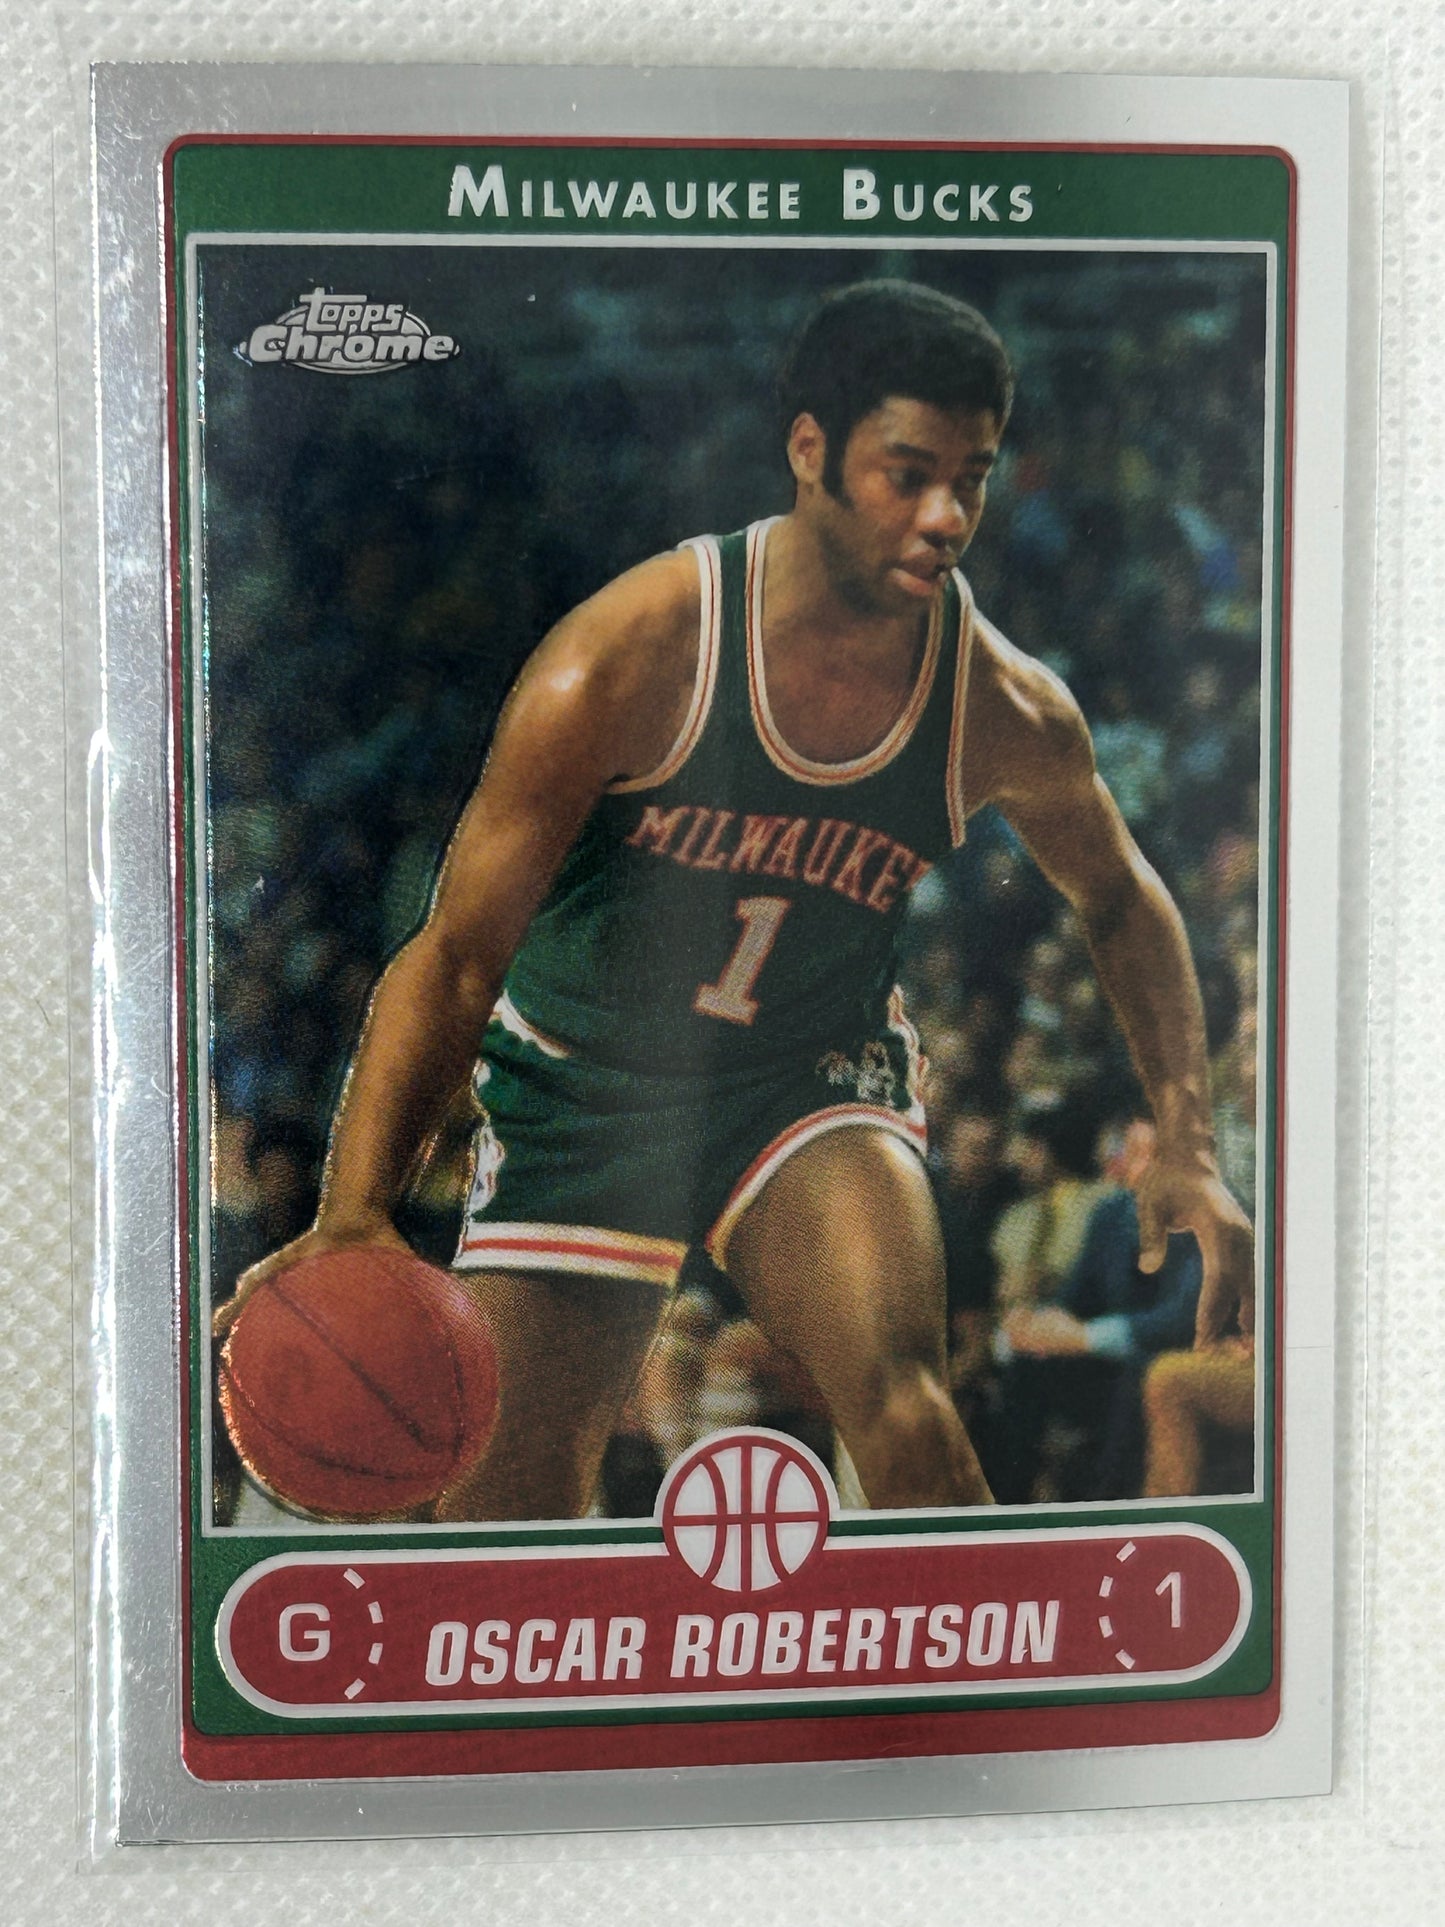 MILWAUKEE BUCKS
topps
Chrome
MILWAUKEE
1
G
OSCAR ROBERTSON
1